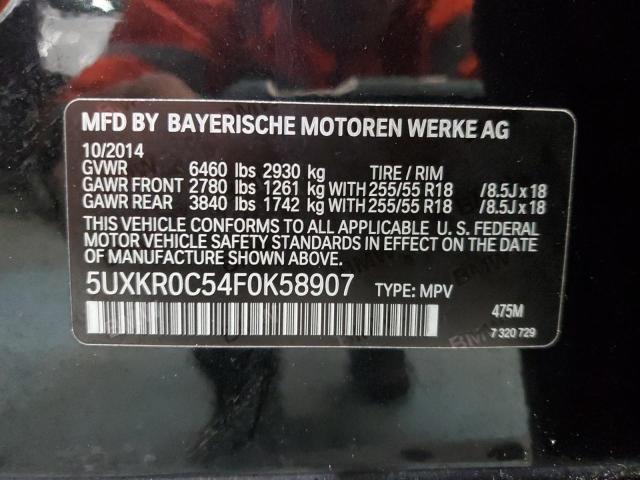 MFD BY BAYERISCHE MOTOREN WERKE AG
10/2014
GVWR 6460 lbs 2930 kg TIRE / RIM
GAWR FRONT 2780 lbs 1261 kg WITH 255/55 R18 /8.5J x 18
GAWR REAR 3840 lbs 1742 kg WITH 255/55 R18 /8.5J x 18
THIS VEHICLE CONFORMS TO ALL APPLICABLE U. S. FEDERAL
MOTOR VEHICLE SAFETY STANDARDS IN EFFECT ON THE DATE
OF MANUFACTURE SHOWN ABOVE.
5UXKR0C54F0K58907 TYPE: MPV
475M
7 320 729